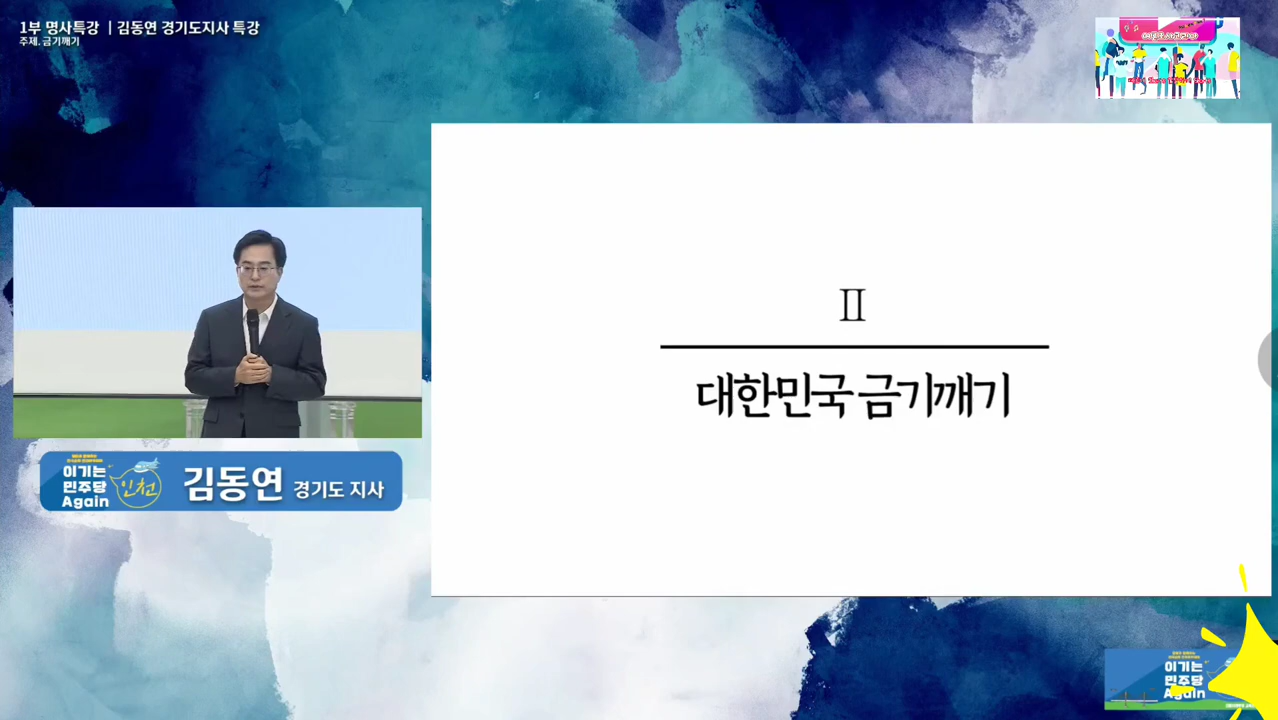 1부 명사특강 | 김동연 경기도지사 특강
주제. 금기깨기
Ⅱ
대한민국 금기깨기
이기는
민주당
Again
인천
김동연 경기도 지사
이기는
민주당
Again